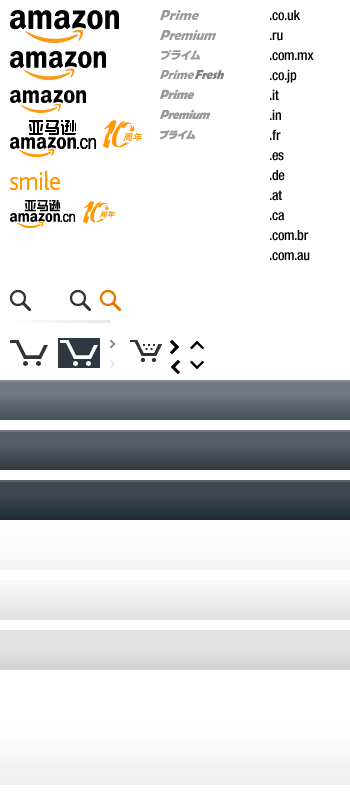 amazon
amazon
amazon
亚马逊 10周年
amazon.cn
smile
亚马逊 10周年
amazon.cn
Prime
Premium
プライム
Prime Fresh
Prime
Premium
プライム
.co.uk
.ru
.com.mx
.co.jp
.it
.in
.fr
.es
.de
.at
.ca
.com.br
.com.au